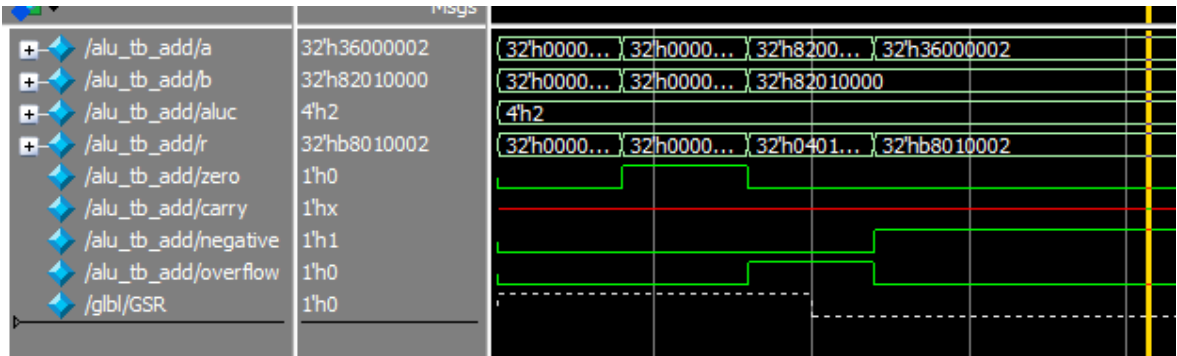 Msgs
/alu_tb_add/a 32'h36000002 32'h0000... 32'h0000... 32'h8200... 32'h36000002
/alu_tb_add/b 32'h82010000 32'h0000... 32'h0000... 32'h82010000
/alu_tb_add/aluc 4'h2 4'h2
/alu_tb_add/r 32'hb8010002 32'h0000... 32'h0000... 32'h0401... 32'hb8010002
/alu_tb_add/zero 1'h0
/alu_tb_add/carry 1'hx
/alu_tb_add/negative 1'h1
/alu_tb_add/overflow 1'h0
/glbl/GSR 1'h0